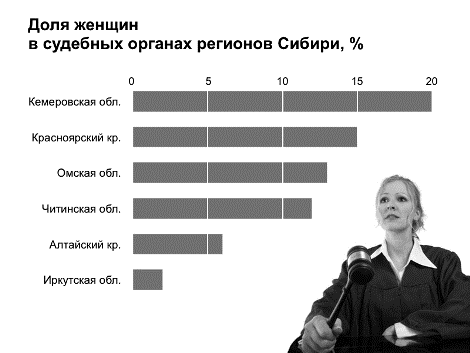 Доля женщин
в судебных органах регионов Сибири, %
0 5 10 15 20
Кемеровская обл.
Красноярский кр.
Омская обл.
Читинская обл.
Алтайский кр.
Иркутская обл.